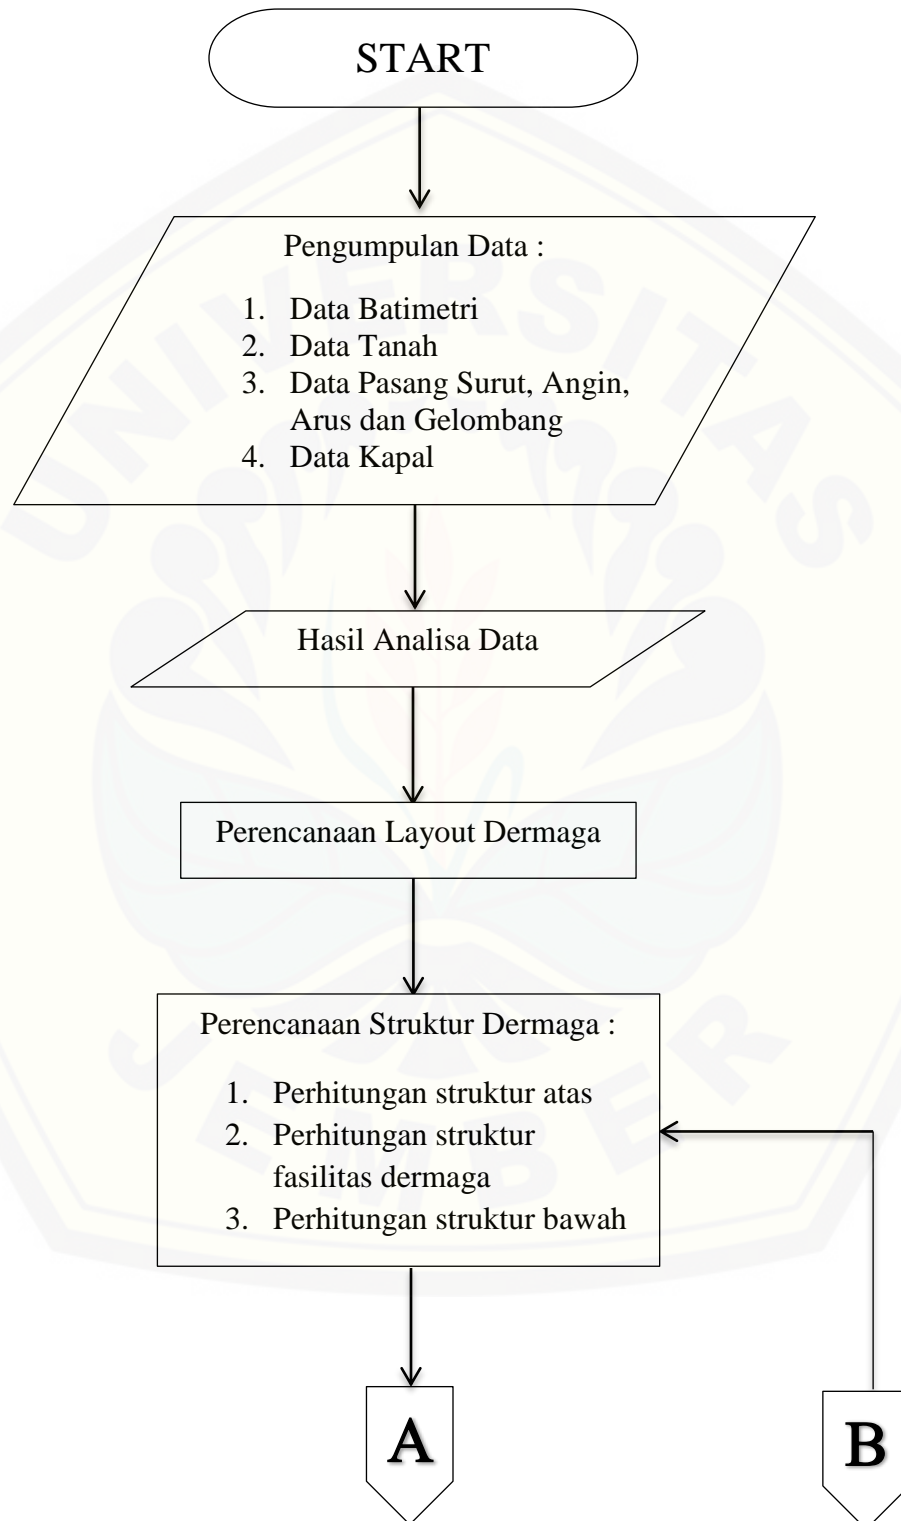 START
Pengumpulan Data :
1. Data Batimetri
2. Data Tanah
3. Data Pasang Surut, Angin,
Arus dan Gelombang
4. Data Kapal
Hasil Analisa Data
Perencanaan Layout Dermaga
Perencanaan Struktur Dermaga :
1. Perhitungan struktur atas
2. Perhitungan struktur
fasilitas dermaga
3. Perhitungan struktur bawah
A
B
UNIVERSITAS
JEMBER